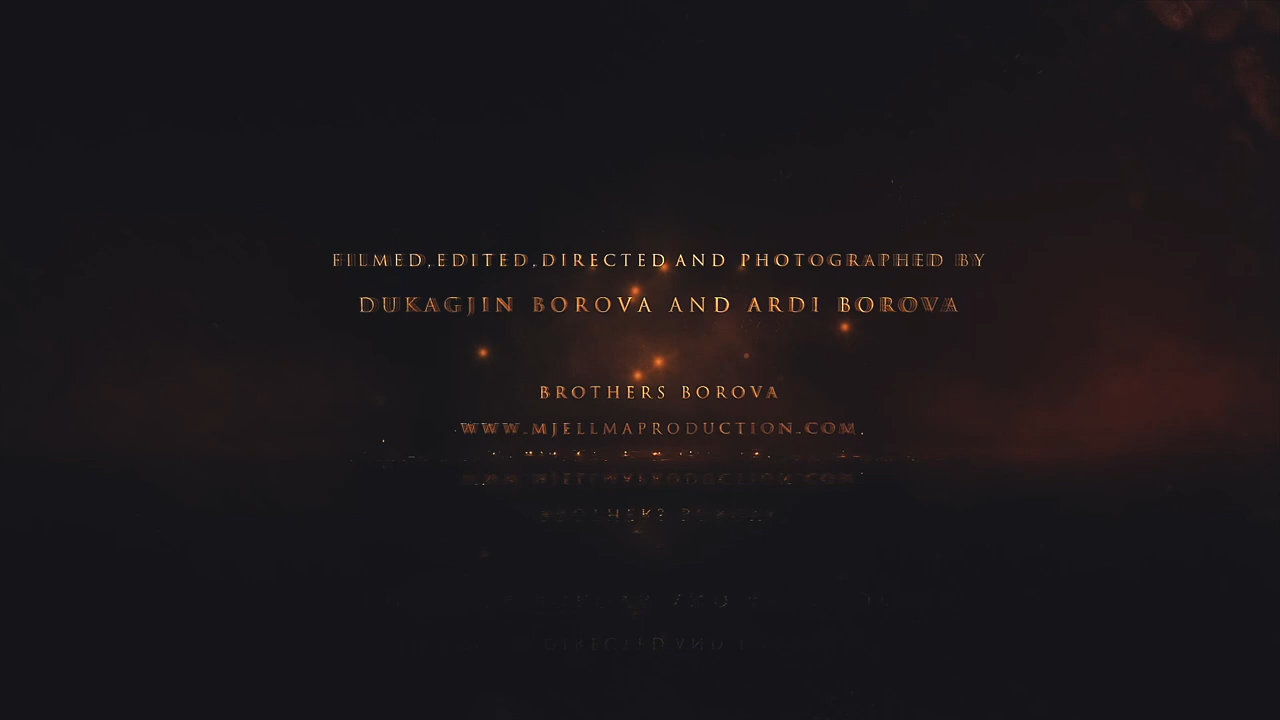 FILMED,EDITED,DIRECTED AND PHOTOGRAPHED BY
DUKAGJIN BOROVA AND ARDI BOROVA
BROTHERS BOROVA
WWW.MJELLMAPRODUCTION.COM